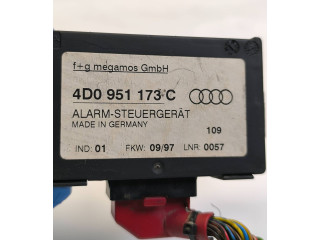 f+g megamos GmbH
4D0 951 173 C
ALARM-STEUERGERÄT
MADE IN GERMANY
109
IND: 01 FKW: 09/97 LNR: 0057